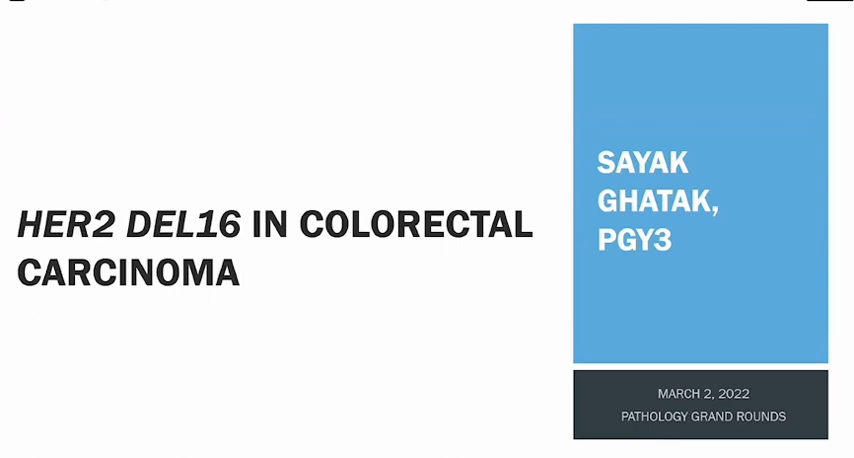 HER2 DEL16 IN COLORECTAL
CARCINOMA
SAYAK
GHATAK,
PGY3
MARCH 2, 2022
PATHOLOGY GRAND ROUNDS